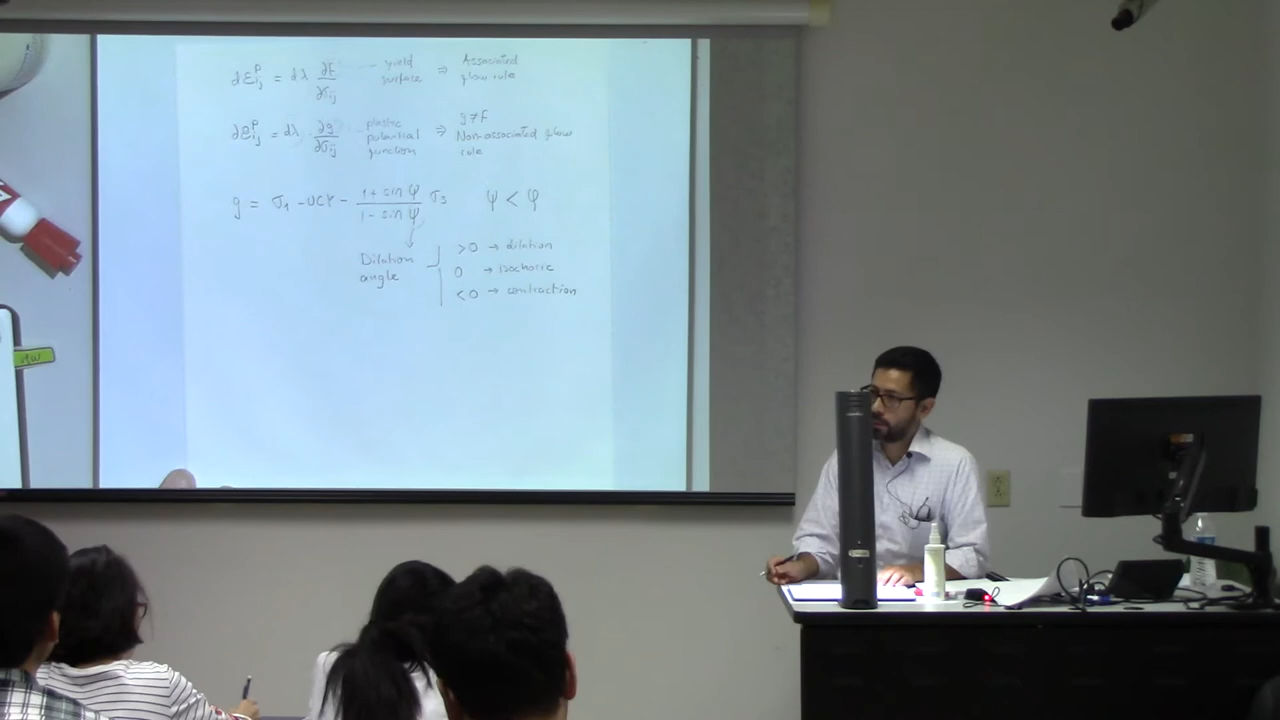 dε^p_ij = dλ ∂F/∂σ_ij → yield surface ⇒ Associated flow rule
dε^p_ij = dλ · ∂g/∂σ_ij → plastic potential function ⇒ g≠F Non-associated flow rule
g = σ1 - UCS - (1 + sin ψ)/(1 - sin ψ) σ3    ψ < φ
Dilation angle
>0 → dilation
0 → isochoric
<0 → contraction